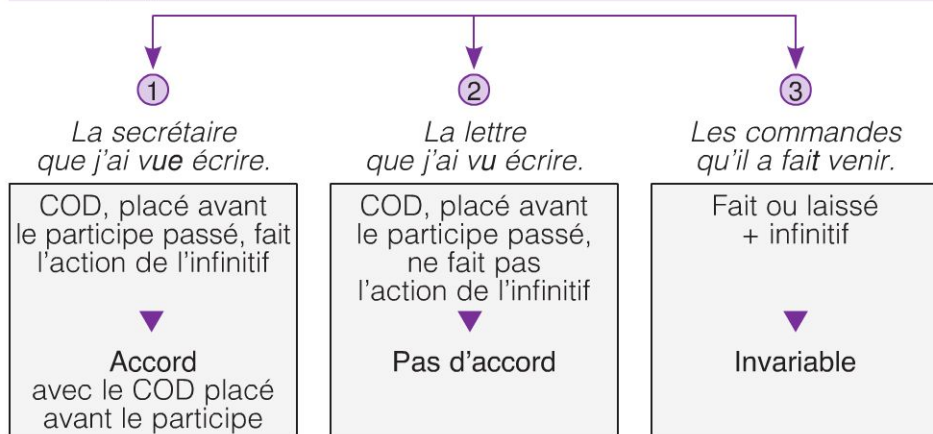 1
La secrétaire
que j'ai vue écrire.
COD, placé avant
le participe passé, fait
l'action de l'infinitif
Accord
avec le COD placé
avant le participe
2
La lettre
que j'ai vu écrire.
COD, placé avant
le participe passé,
ne fait pas
l'action de l'infinitif
Pas d'accord
3
Les commandes
qu'il a fait venir.
Fait ou laissé
+ infinitif
Invariable